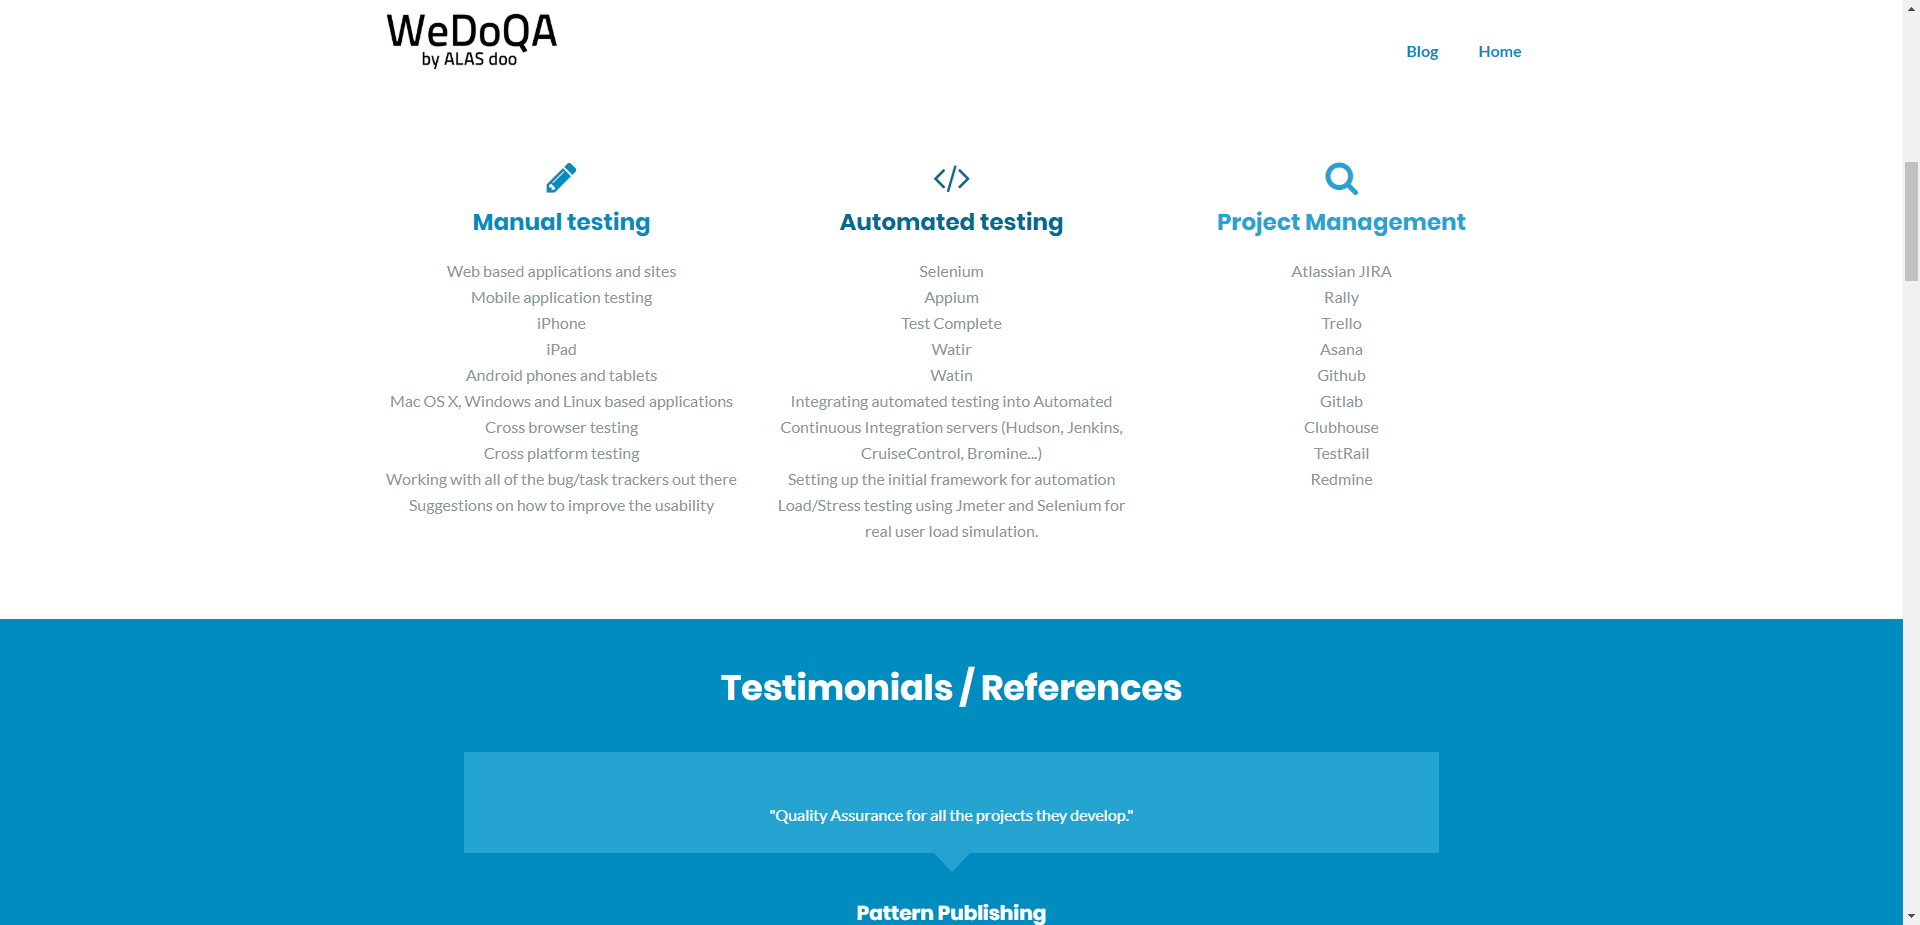 WeDoQA
by ALAS doo
Blog
Home
Manual testing
Web based applications and sites
Mobile application testing
iPhone
iPad
Android phones and tablets
Mac OS X, Windows and Linux based applications
Cross browser testing
Cross platform testing
Working with all of the bug/task trackers out there
Suggestions on how to improve the usability
Automated testing
Selenium
Appium
Test Complete
Watir
Watin
Integrating automated testing into Automated
Continuous Integration servers (Hudson, Jenkins,
CruiseControl, Bromine...)
Setting up the initial framework for automation
Load/Stress testing using Jmeter and Selenium for
real user load simulation.
Project Management
Atlassian JIRA
Rally
Trello
Asana
Github
Gitlab
Clubhouse
TestRail
Redmine
Testimonials / References
"Quality Assurance for all the projects they develop."
Pattern Publishing